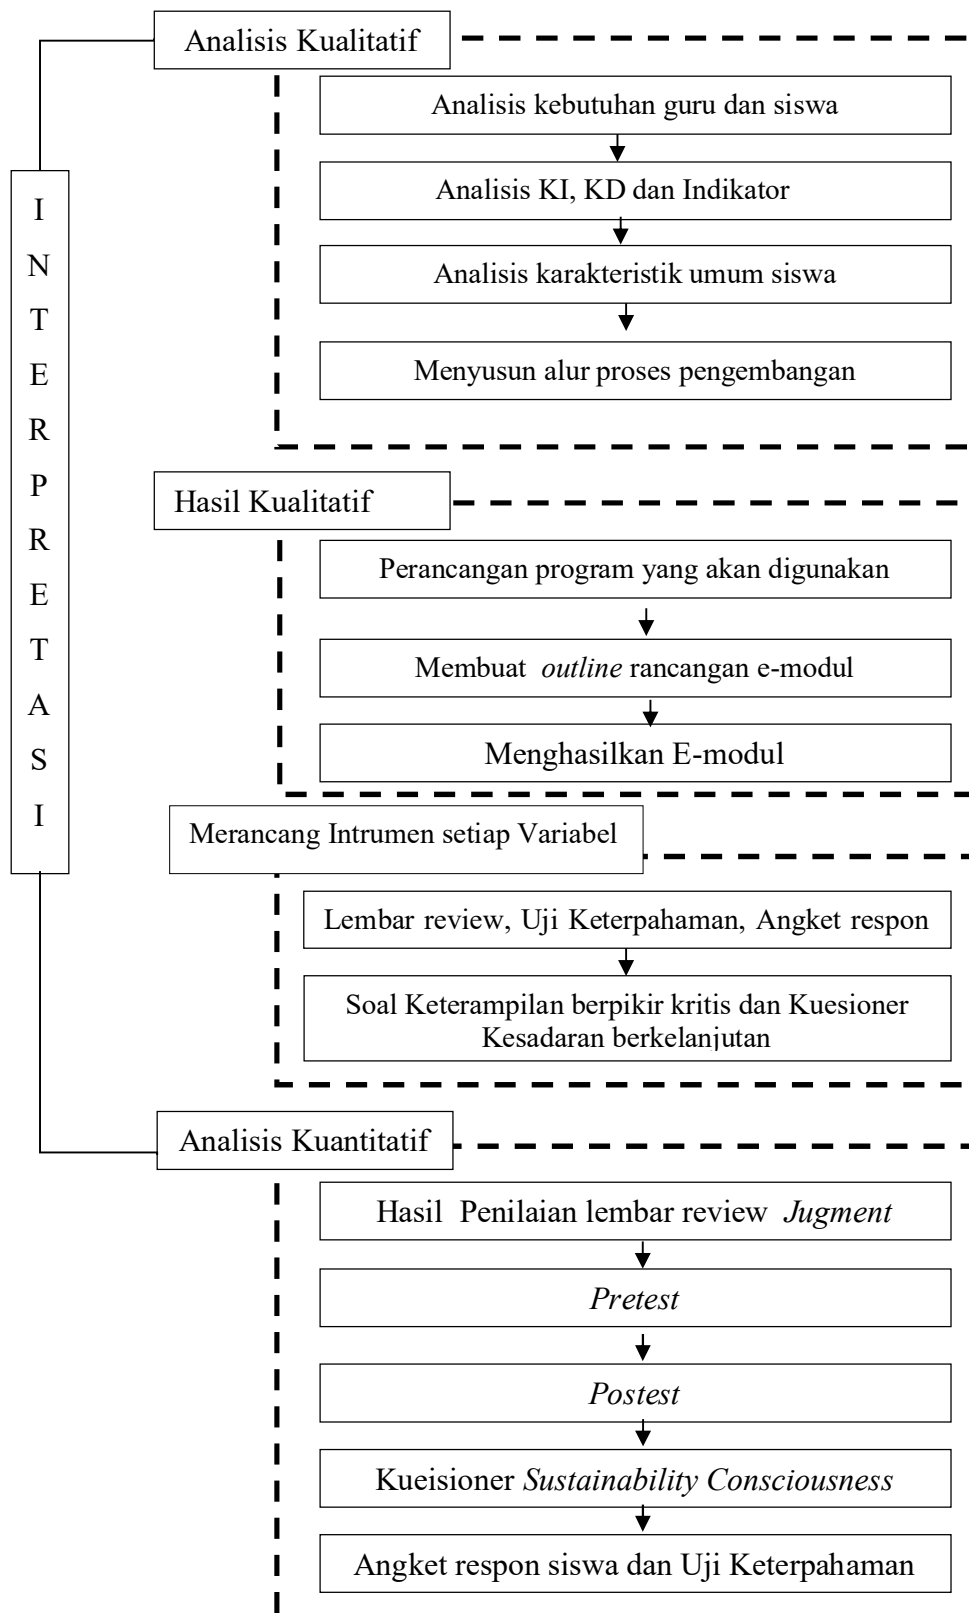 Analisis Kualitatif
Analisis kebutuhan guru dan siswa
Analisis KI, KD dan Indikator
Analisis karakteristik umum siswa
Menyusun alur proses pengembangan
I
N
T
E
R
P
R
E
T
A
S
I
Hasil Kualitatif
Perancangan program yang akan digunakan
Membuat outline rancangan e-modul
Menghasilkan E-modul
Merancang Intrumen setiap Variabel
Lembar review, Uji Keterpahaman, Angket respon
Soal Keterampilan berpikir kritis dan Kuesioner
Kesadaran berkelanjutan
Analisis Kuantitatif
Hasil Penilaian lembar review Jugment
Pretest
Postest
Kueisioner Sustainability Consciousness
Angket respon siswa dan Uji Keterpahaman